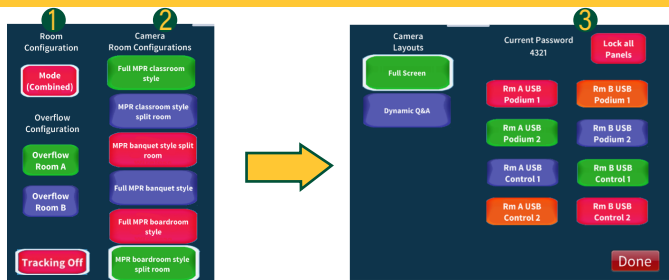 1
Room
Configuration
Mode
(Combined)
Overflow
Configuration
Overflow
Room A
Overflow
Room B
Tracking Off
2
Camera
Room Configurations
Full MPR classroom
style
MPR classroom style
split room
MPR banquet style split
room
Full MPR banquet style
Full MPR boardroom
style
MPR boardroom style
split room
Camera
Layouts
Full Screen
Dynamic Q&A
3
Current Password
4321
Lock all
Panels
Rm A USB
Podium 1
Rm B USB
Podium 1
Rm A USB
Podium 2
Rm B USB
Podium 2
Rm A USB
Control 1
Rm B USB
Control 1
Rm A USB
Control 2
Rm B USB
Control 2
Done